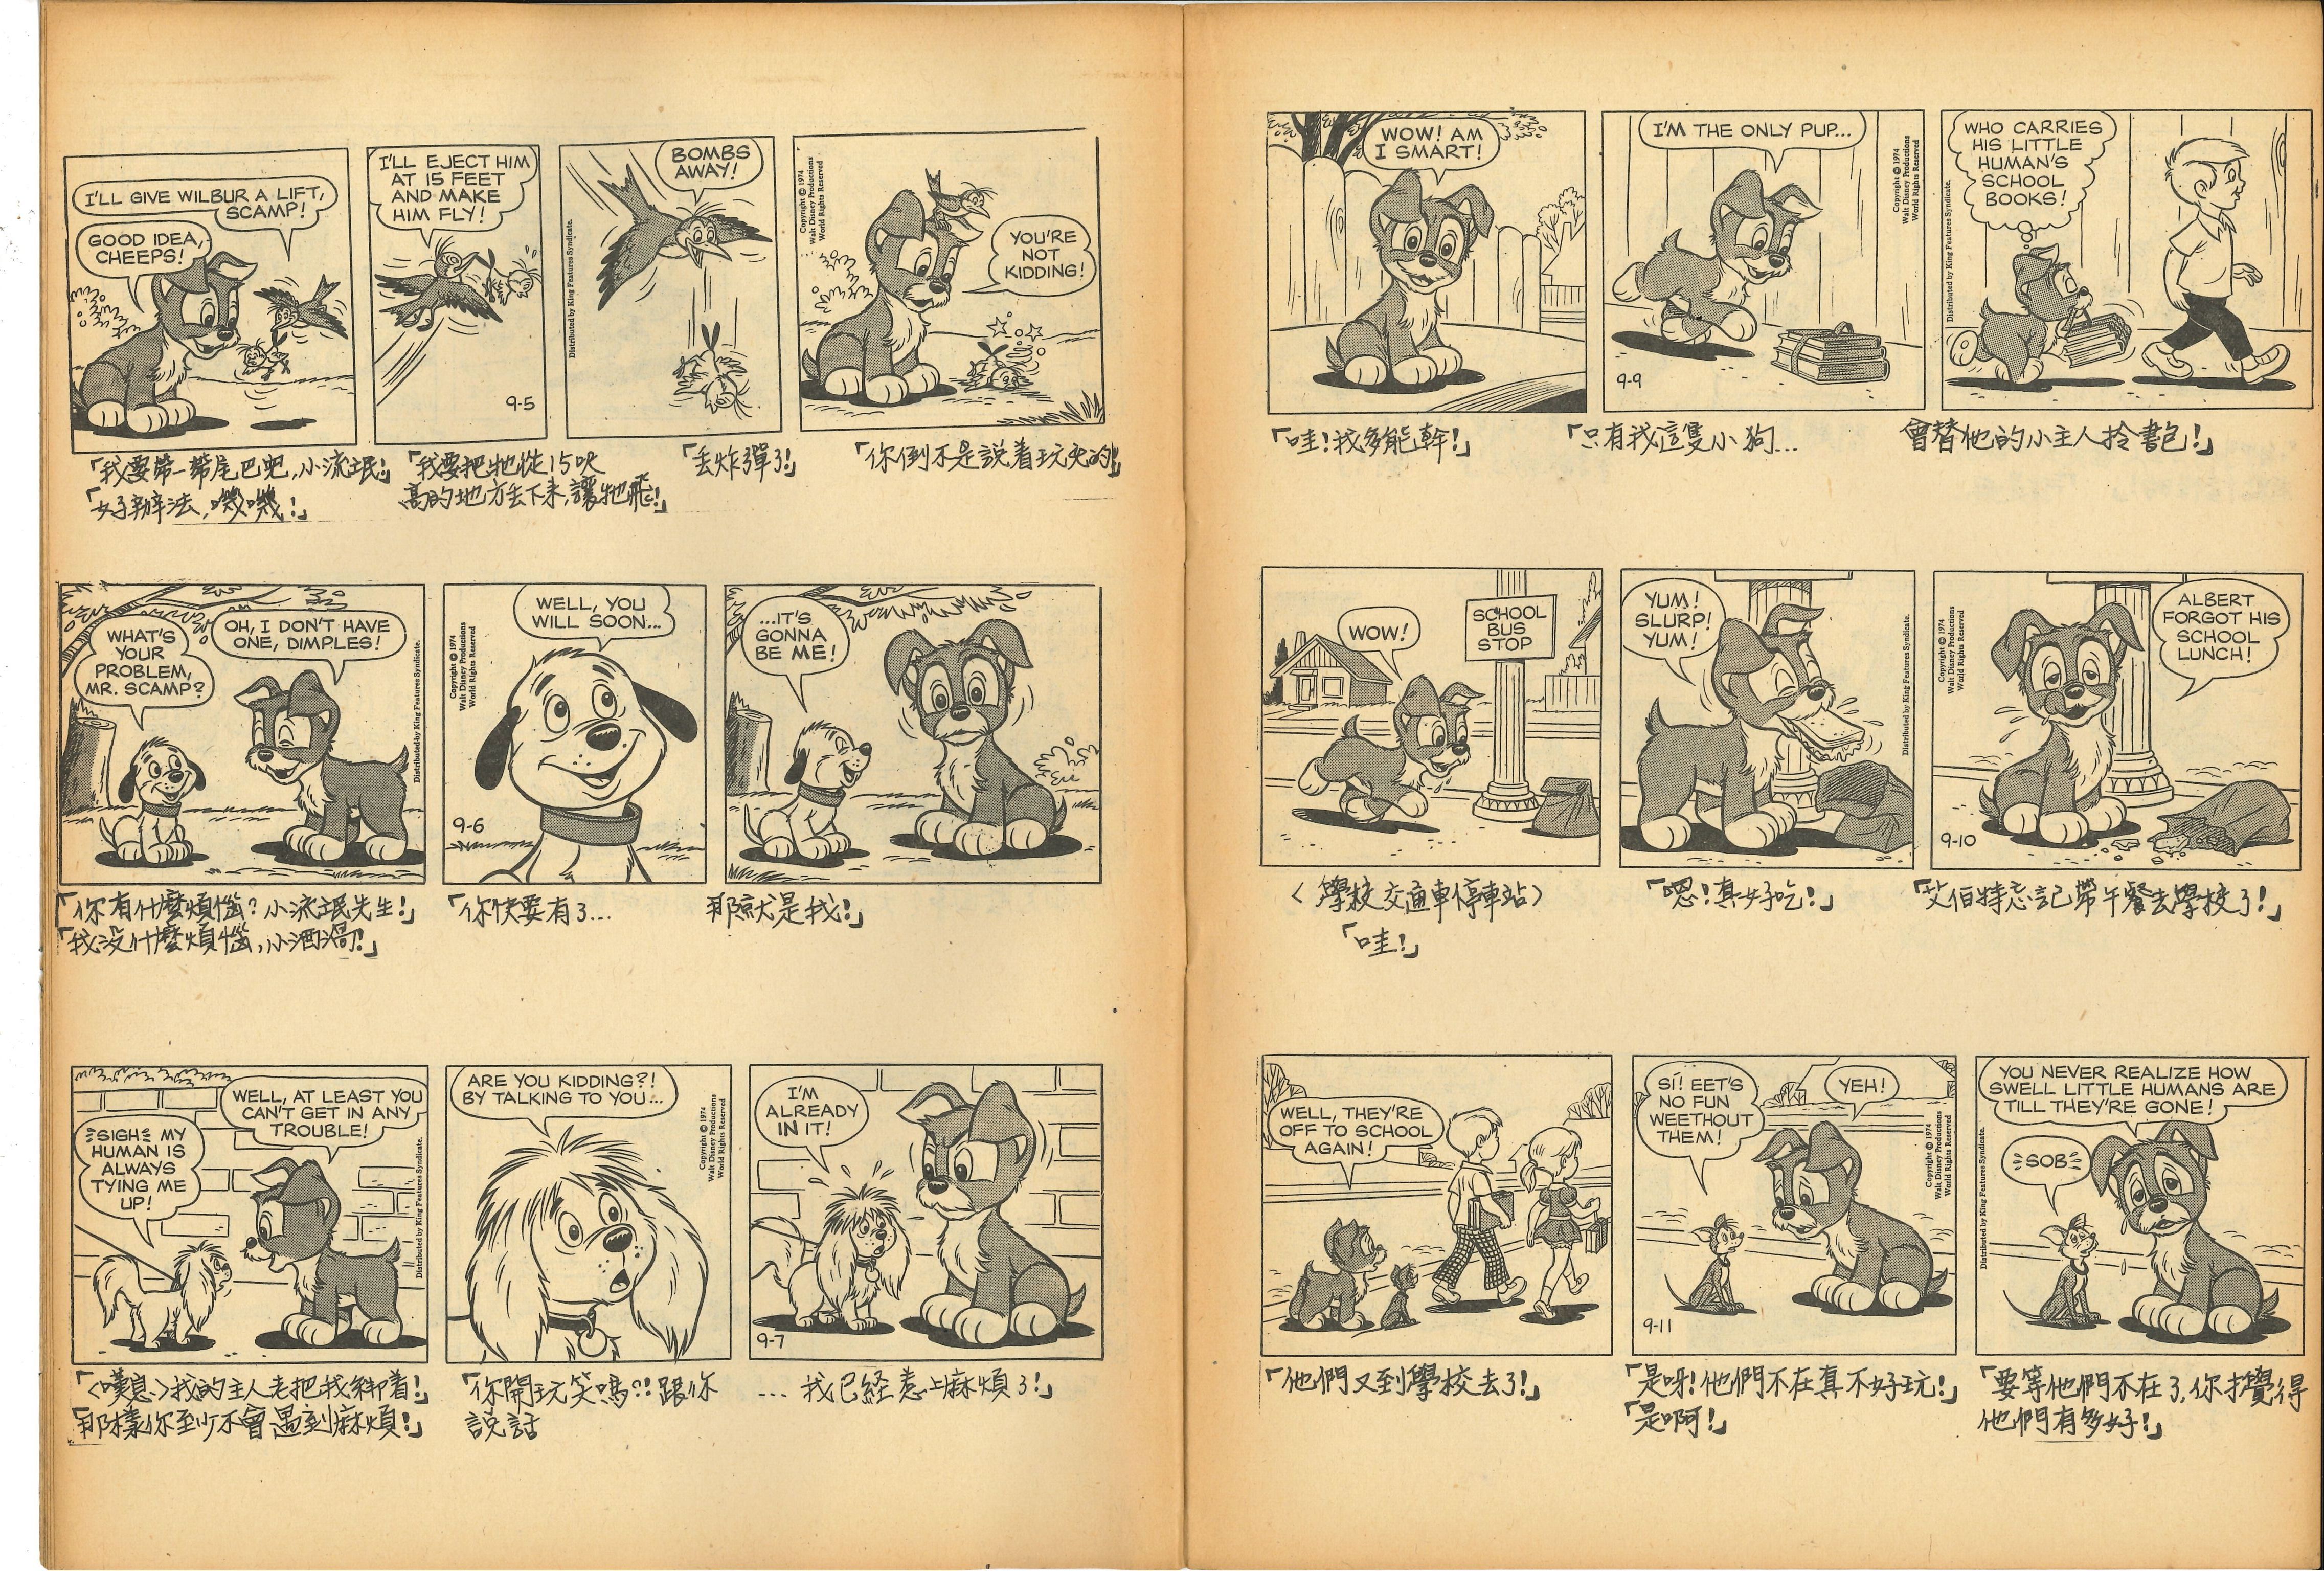 I'LL GIVE WILBUR A LIFT,
SCAMP!
GOOD IDEA,
CHEEPS!
I'LL EJECT HIM
AT 15 FEET
AND MAKE
HIM FLY!
9-5
BOMBS
AWAY!
Distributed by King Features Syndicate.
Copyright © 1974
Walt Disney Productions
World Rights Reserved
YOU'RE
NOT
KIDDING!
「我要帶一帶尾巴兜,小流氓!」
「好辦法,嘰嘰!」
「我要把牠從15呎
高的地方丢下來,讓牠飛!」
「丢炸彈了!」
「你倒不是説着玩兒的!」
WHAT'S
YOUR
PROBLEM,
MR. SCAMP?
OH, I DON'T HAVE
ONE, DIMPLES!
Distributed by King Features Syndicate.
Copyright © 1974
Walt Disney Productions
World Rights Reserved
WELL, YOU
WILL SOON...
9-6
...IT'S
GONNA
BE ME!
「你有什麼煩惱?小流氓先生!」
「我没什麼煩惱,小酒渦!」
「你快要有了...
那就是我!」
SIGH MY
HUMAN IS
ALWAYS
TYING ME
UP!
WELL, AT LEAST YOU
CAN'T GET IN ANY
TROUBLE!
Distributed by King Features Syndicate.
ARE YOU KIDDING?!
BY TALKING TO YOU...
Copyright © 1974
Walt Disney Productions
World Rights Reserved
I'M
ALREADY
IN IT!
9-7
「〈嘆息〉我的主人老把我綁着!」
「那樣你至少不會遇到麻煩!」
「你開玩笑嗎?!跟你
説話
...我已経惹上麻煩了!」
WOW! AM
I SMART!
I'M THE ONLY PUP...
Copyright © 1974
Walt Disney Productions
World Rights Reserved
9-9
WHO CARRIES
HIS LITTLE
HUMAN'S
SCHOOL
BOOKS!
Distributed by King Features Syndicate.
「哇!我多能幹!」
「只有我這隻小狗...
會替他的小主人拎書包!」
WOW!
SCHOOL
BUS
STOP
YUM!
SLURP!
YUM!
Distributed by King Features Syndicate.
Copyright © 1974
Walt Disney Productions
World Rights Reserved
ALBERT
FORGOT HIS
SCHOOL
LUNCH!
9-10
〈學校交通車停車站〉
「哇!」
「嗯!真好吃!」
「艾伯特忘記帶午餐去學校了!」
WELL, THEY'RE
OFF TO SCHOOL
AGAIN!
SÍ! EET'S
NO FUN
WEETHOUT
THEM!
YEH!
Copyright © 1974
Walt Disney Productions
World Rights Reserved
9-11
YOU NEVER REALIZE HOW
SWELL LITTLE HUMANS ARE
TILL THEY'RE GONE!
SOB
Distributed by King Features Syndicate.
「他們又到學校去了!」
「是呀!他們不在真不好玩!」
「是啊!」
「要等他們不在了,你才覺得
他們有多好!」